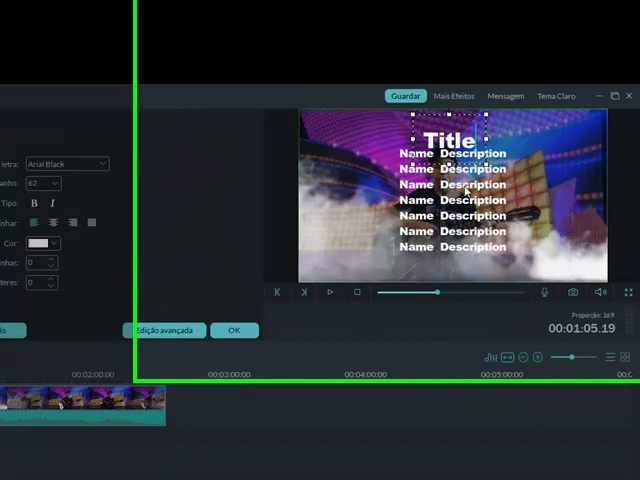 Guardar Mais Efeitos Mensagem Tema Claro
Title
Name Description
Name Description
Name Description
Name Description
Name Description
Name Description
Name Description
letra: Arial Black
anho: 62
Tipo: B I
nhar:
Cor:
nhas: 0
teres: 0
Edição avançada OK
Proporção: 16:9
00:01:05.19
00:02:00:00 00:03:00:00 00:04:00:00 00:05:00:00